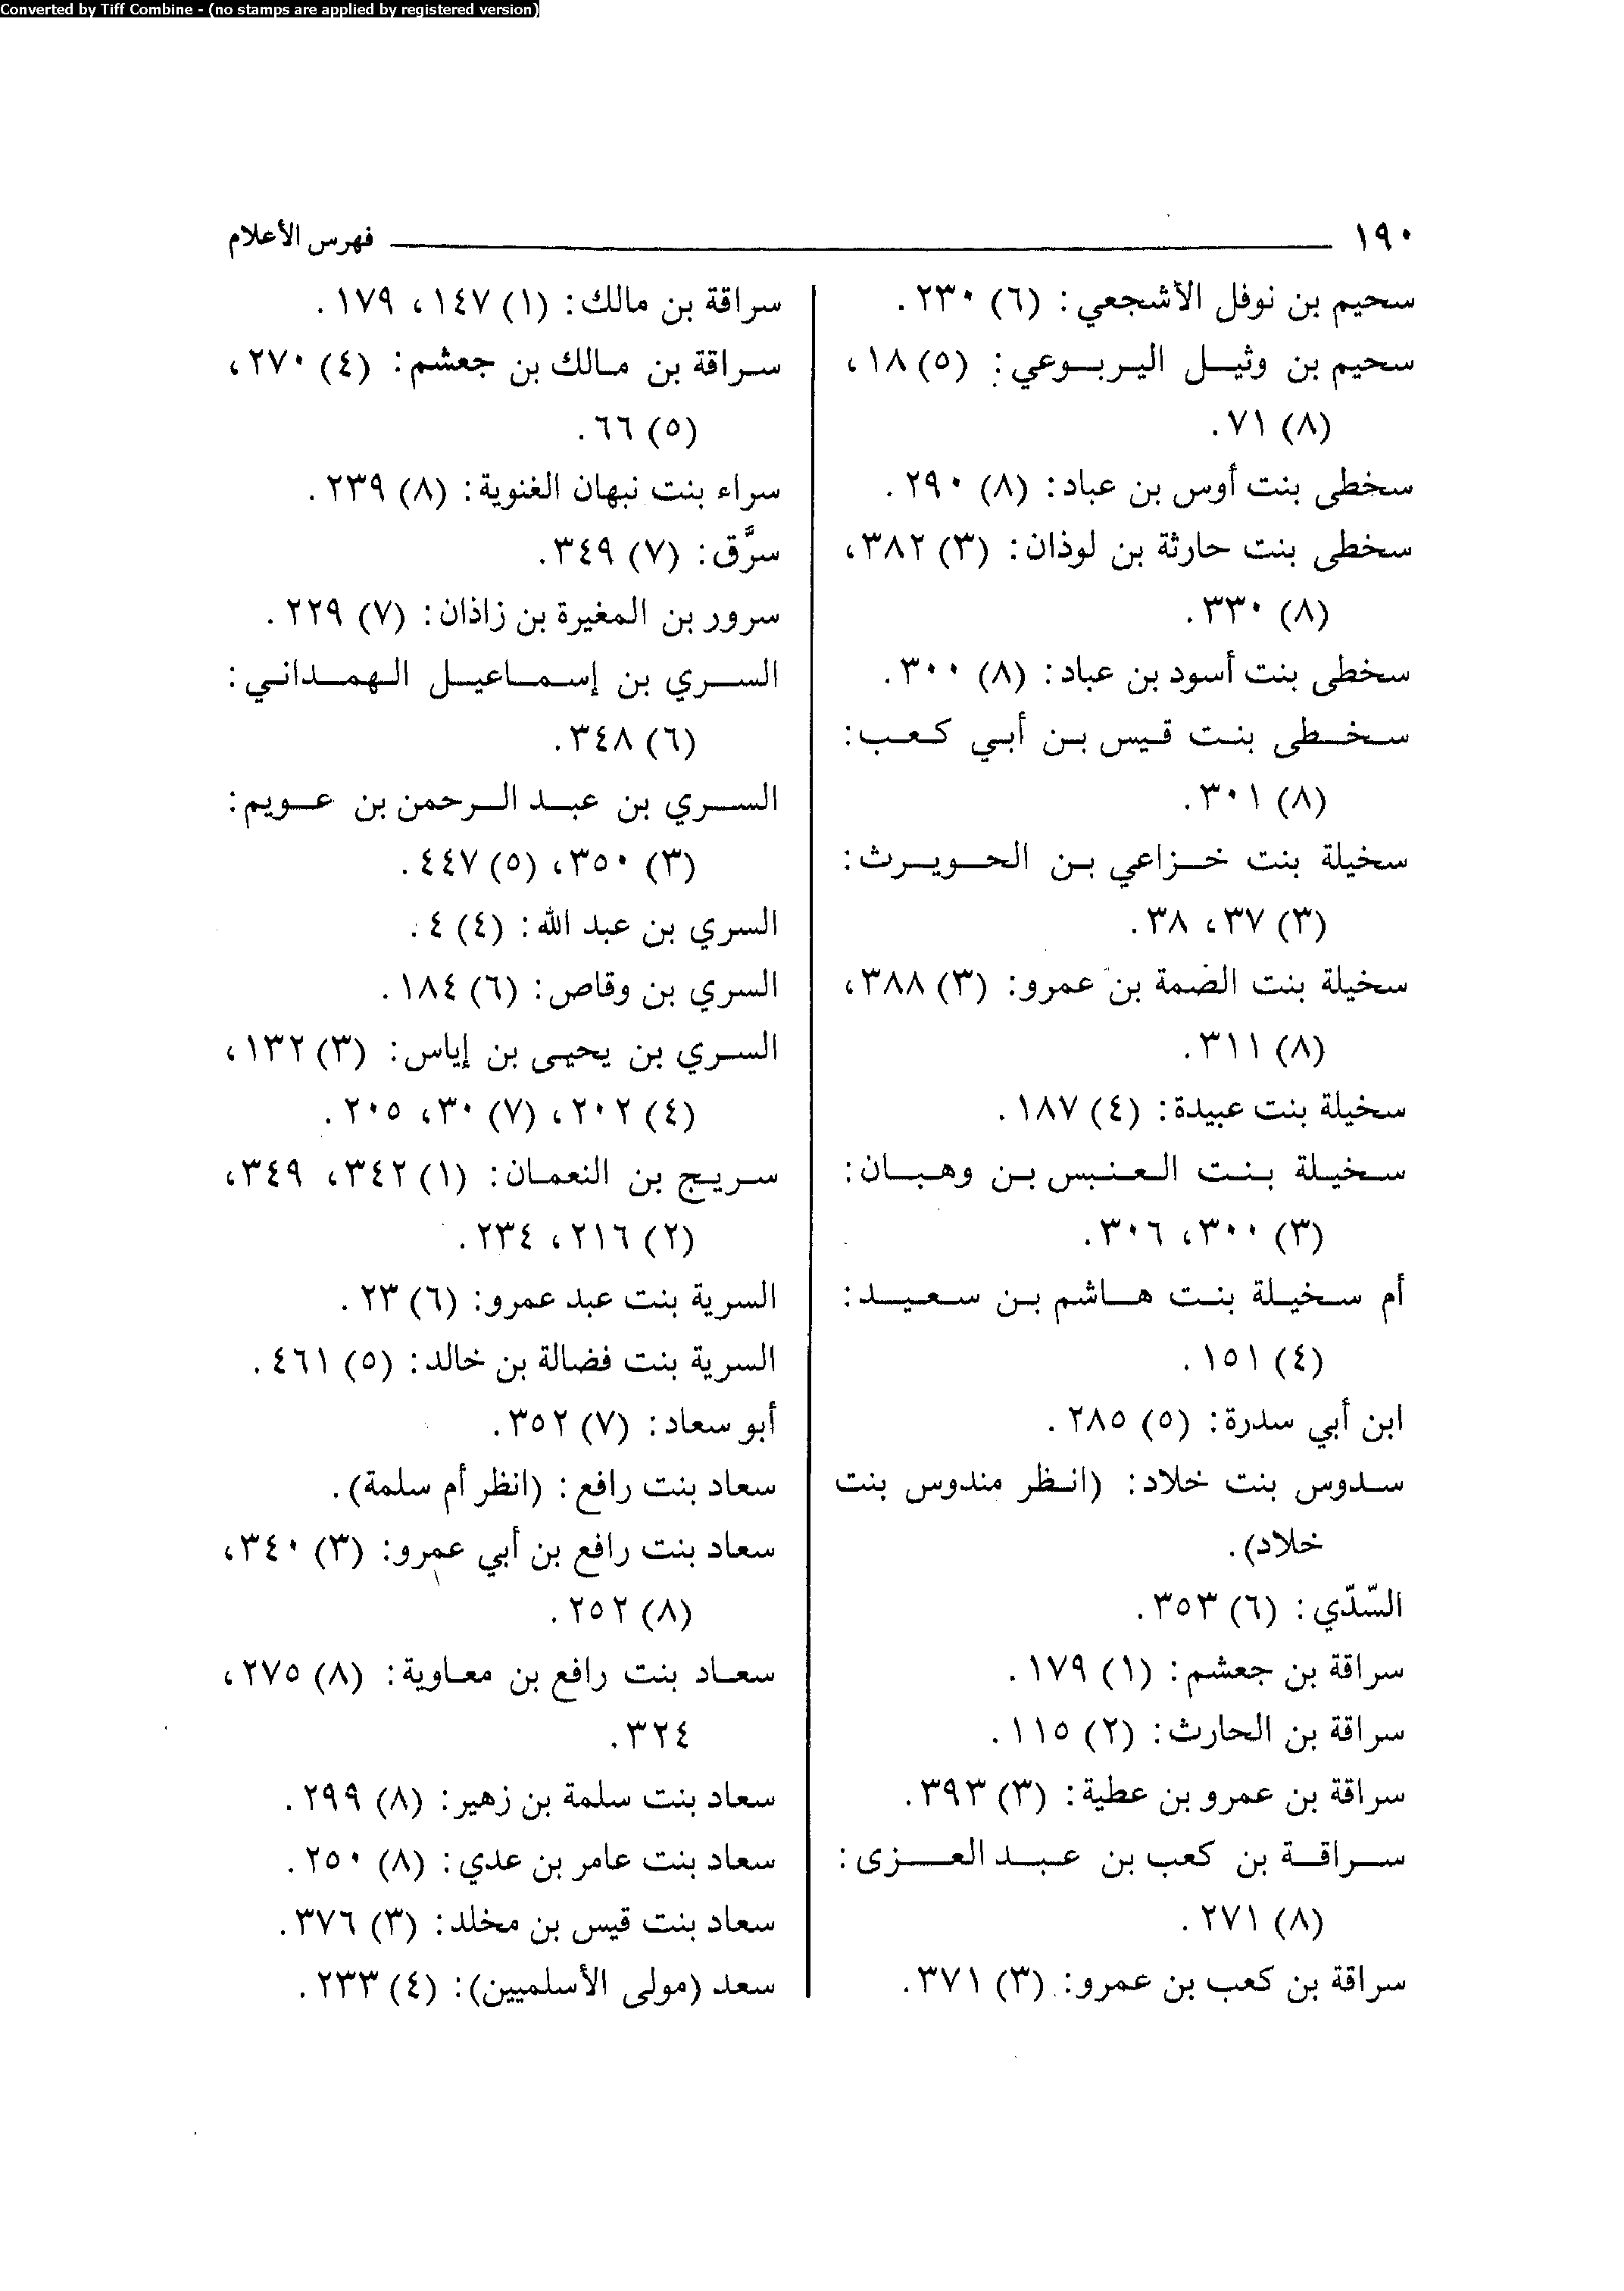 Converted by Tiff Combine - (no stamps are applied by registered version)
١٩٠ فهرس الأعلام
سحيم بن نوفل الأشجعي: (٦) ٢٣٠.
سحيم بن وثيل اليربوعي: (٥) ١٨،
(٨) ٧١.
سخطى بنت أوس بن عباد: (٨) ٢٩٠.
سخطى بنت حارثة بن لوذان: (٣) ٣٨٢،
(٨) ٣٣٠.
سخطى بنت أسود بن عباد: (٨) ٣٠٠.
سخطى بنت قيس بن أبي كعب:
(٨) ٣٠١.
سخيلة بنت خزاعي بن الحويرث:
(٣) ٣٧، ٣٨.
سخيلة بنت الضمة بن عمرو: (٣) ٣٨٨،
(٨) ٣١١.
سخيلة بنت عبيدة: (٤) ١٨٧.
سخيلة بنت العنبس بن وهبان:
(٣) ٣٠٠، ٣٠٦.
أم سخيلة بنت هاشم بن سعيد:
(٤) ١٥١.
ابن أبي سدرة: (٥) ٢٨٥.
سدوس بنت خلاد: (انظر مندوس بنت
خلاد).
السّدّي: (٦) ٣٥٣.
سراقة بن جعشم: (١) ١٧٩.
سراقة بن الحارث: (٢) ١١٥.
سراقة بن عمرو بن عطية: (٣) ٣٩٣.
سراقة بن كعب بن عبد العزى:
(٨) ٢٧١.
سراقة بن كعب بن عمرو: (٣) ٣٧١.
سراقة بن مالك: (١) ١٤٧، ١٧٩.
سراقة بن مالك بن جعشم: (٤) ٢٧٠،
(٥) ٦٦.
سراء بنت نبهان الغنوية: (٨) ٢٣٩.
سرَّق: (٧) ٣٤٩.
سرور بن المغيرة بن زاذان: (٧) ٢٢٩.
السري بن إسماعيل الهمداني:
(٦) ٣٤٨.
السري بن عبد الرحمن بن عويم:
(٣) ٣٥٠، (٥) ٤٤٧.
السري بن عبد الله: (٤) ٤.
السري بن وقاص: (٦) ١٨٤.
السري بن يحيى بن إياس: (٣) ١٣٢،
(٤) ٢٠٢، (٧) ٣٠، ٢٠٥.
سريج بن النعمان: (١) ٣٤٢، ٣٤٩،
(٢) ٢١٦، ٢٣٤.
السرية بنت عبد عمرو: (٦) ٢٣.
السرية بنت فضالة بن خالد: (٥) ٤٦١.
أبو سعاد: (٧) ٣٥٢.
سعاد بنت رافع: (انظر أم سلمة).
سعاد بنت رافع بن أبي عمرو: (٣) ٣٤٠،
(٨) ٢٥٢.
سعاد بنت رافع بن معاوية: (٨) ٢٧٥،
٣٢٤.
سعاد بنت سلمة بن زهير: (٨) ٢٩٩.
سعاد بنت عامر بن عدي: (٨) ٢٥٠.
سعاد بنت قيس بن مخلد: (٣) ٣٧٦.
سعد (مولى الأسلميين): (٤) ٢٣٣.